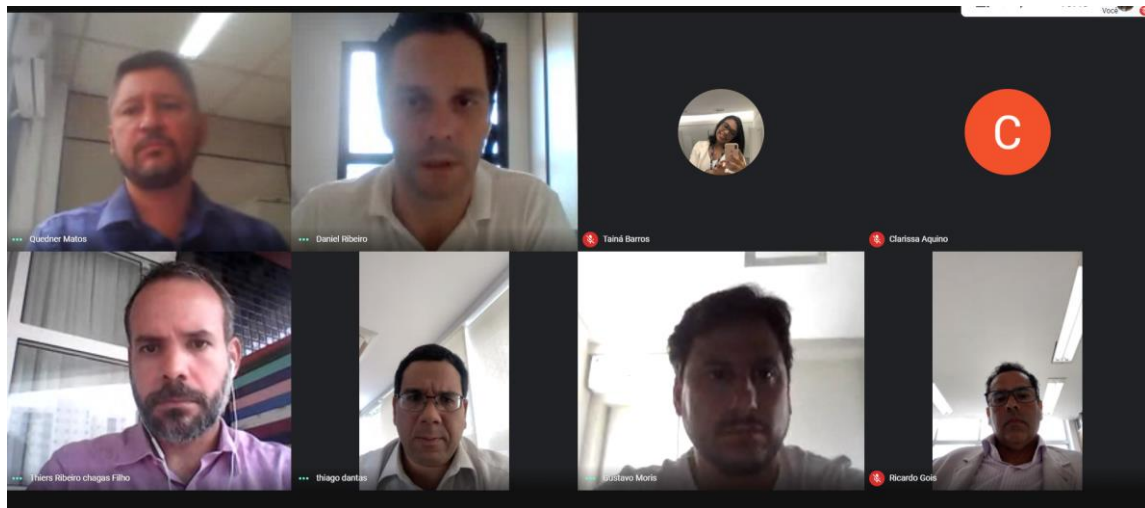 Você
Quedner Matos
Daniel Ribeiro
Tainá Barros
C
Clarissa Aquino
Thiers Ribeiro chagas Filho
thiago dantas
Gustavo Moris
Ricardo Gois